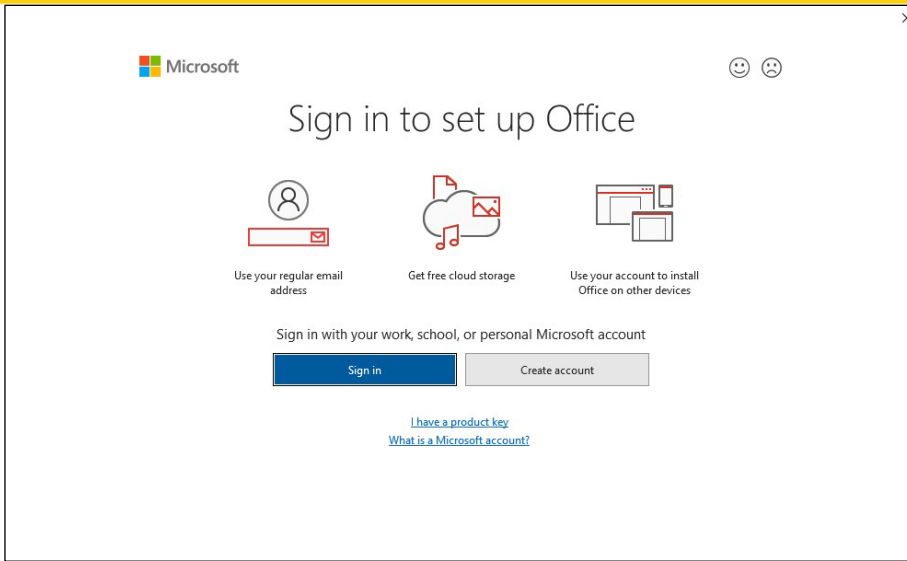 Microsoft
Sign in to set up Office
Use your regular email
address
Get free cloud storage
Use your account to install
Office on other devices
Sign in with your work, school, or personal Microsoft account
Sign in
Create account
I have a product key
What is a Microsoft account?